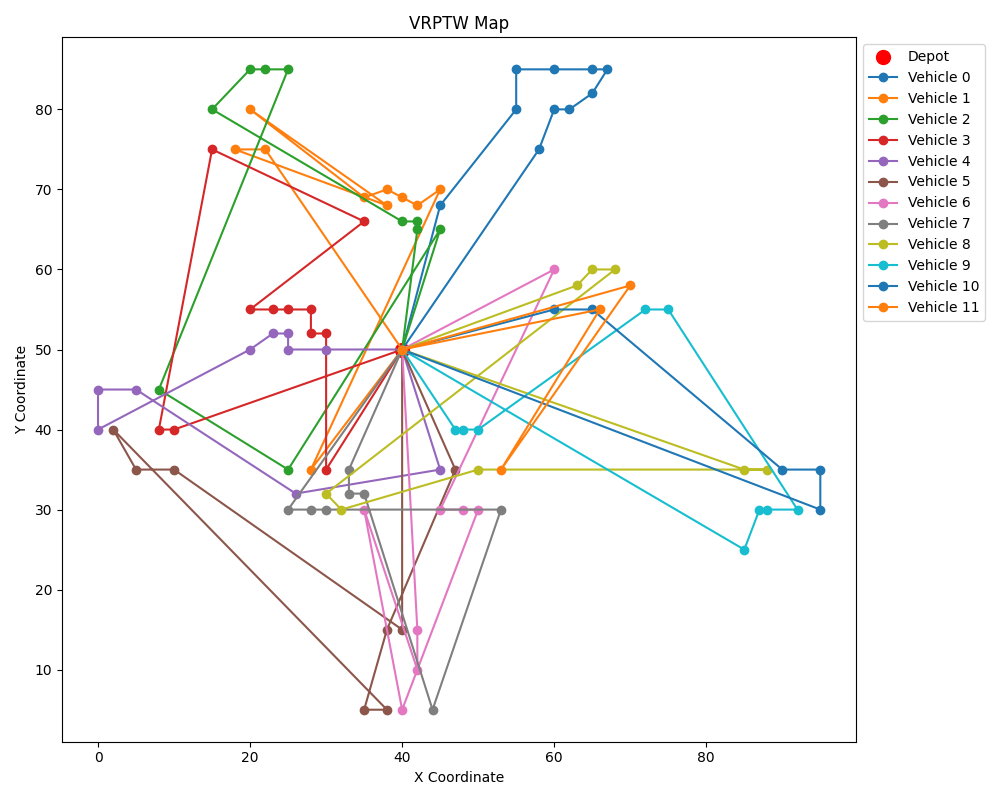 VRPTW Map
Y Coordinate
80
70
60
50
40
30
20
10
0
20
40
60
80
X Coordinate
Depot
Vehicle 0
Vehicle 1
Vehicle 2
Vehicle 3
Vehicle 4
Vehicle 5
Vehicle 6
Vehicle 7
Vehicle 8
Vehicle 9
Vehicle 10
Vehicle 11